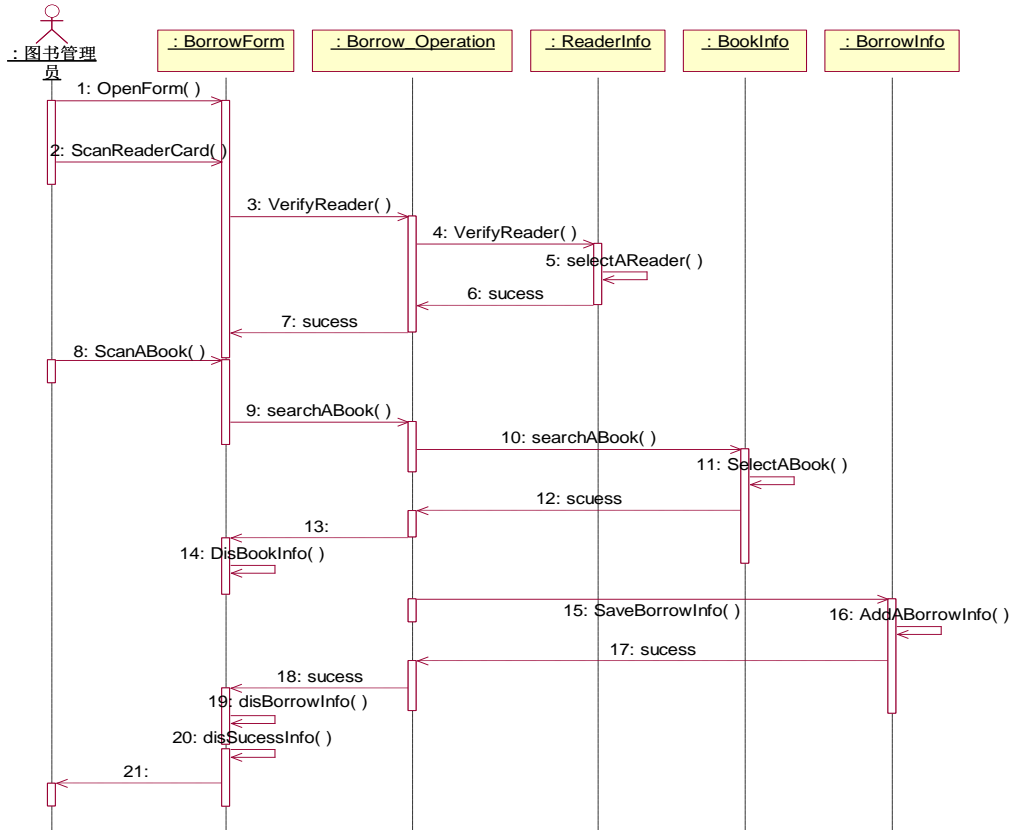 : 图书管理
员
: BorrowForm
: Borrow_Operation
: ReaderInfo
: BookInfo
: BorrowInfo
1: OpenForm( )
2: ScanReaderCard( )
3: VerifyReader( )
4: VerifyReader( )
5: selectAReader( )
6: sucess
7: sucess
8: ScanABook( )
9: searchABook( )
10: searchABook( )
11: SelectABook( )
12: scuess
13:
14: DisBookInfo( )
15: SaveBorrowInfo( )
16: AddABorrowInfo( )
17: sucess
18: sucess
19: disBorrowInfo( )
20: disSucessInfo( )
21: